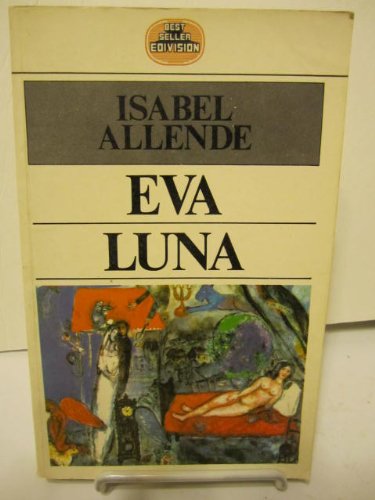 BEST
SELLER
EDIVISION
ISABEL
ALLENDE
EVA
LUNA